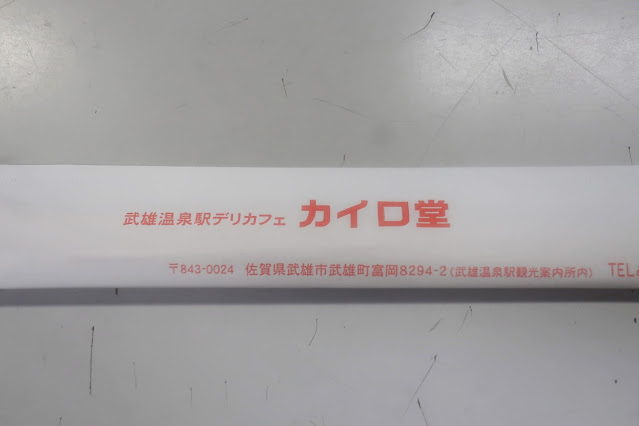 武雄温泉駅デリカフェ カイロ堂
〒843-0024 佐賀県武雄市武雄町富岡8294-2(武雄温泉駅観光案内所内) TEL